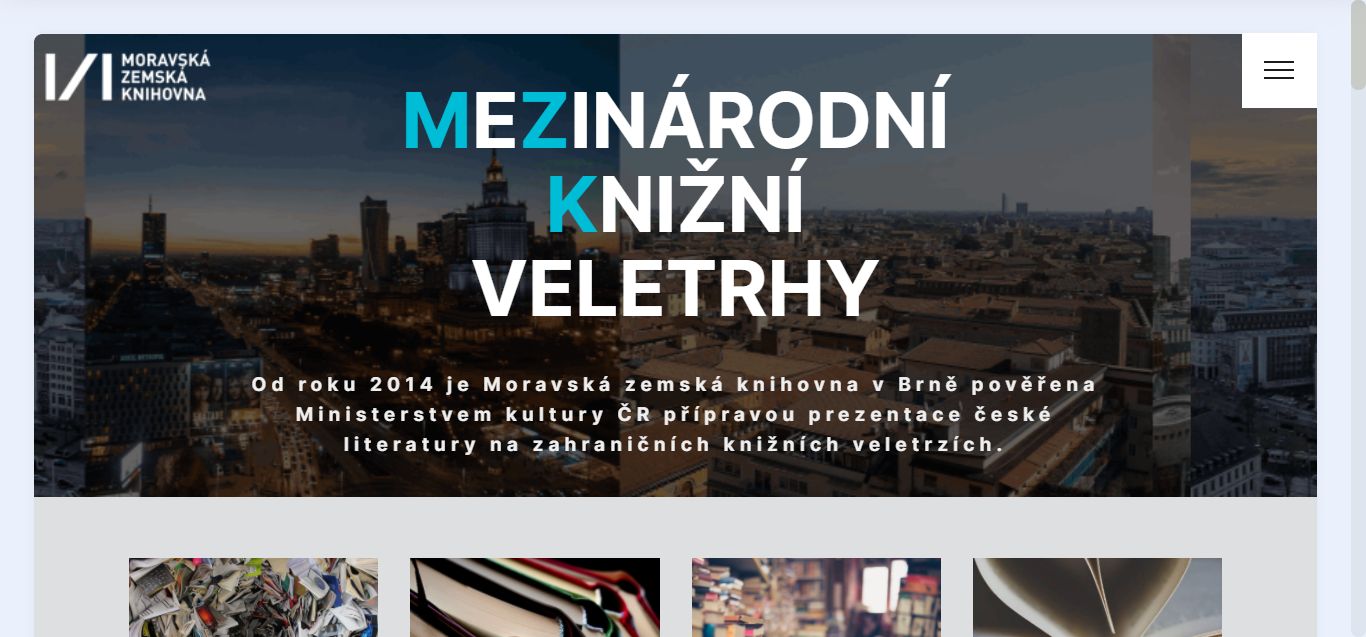 MORAVSKÁ
ZEMSKÁ
KNIHOVNA
MEZINÁRODNÍ
KNIŽNÍ
VELETRHY
Od roku 2014 je Moravská zemská knihovna v Brně pověřena
Ministerstvem kultury ČR přípravou prezentace české
literatury na zahraničních knižních veletrzích.